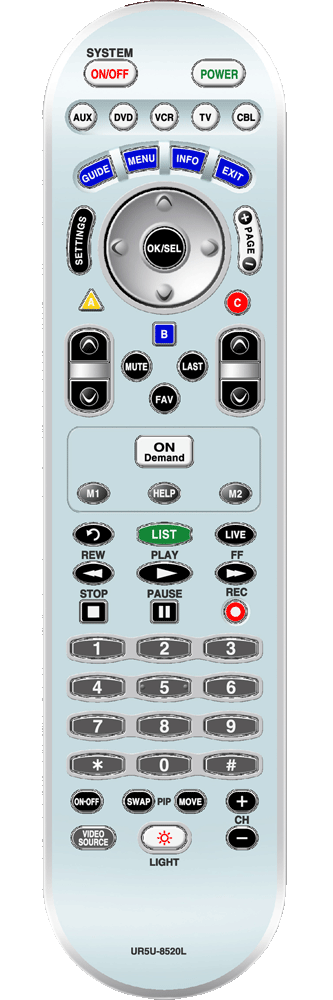 SYSTEM
ON/OFF POWER
AUX DVD VCR TV CBL
GUIDE MENU INFO EXIT
SETTINGS OK/SEL + PAGE -
A C
B
MUTE LAST
FAV
ON
Demand
M1 HELP M2
LIST LIVE
REW PLAY FF
STOP PAUSE REC
1 2 3
4 5 6
7 8 9
* 0 #
ON-OFF SWAP PIP MOVE +
CH
VIDEO
SOURCE
-
LIGHT
UR5U-8520L